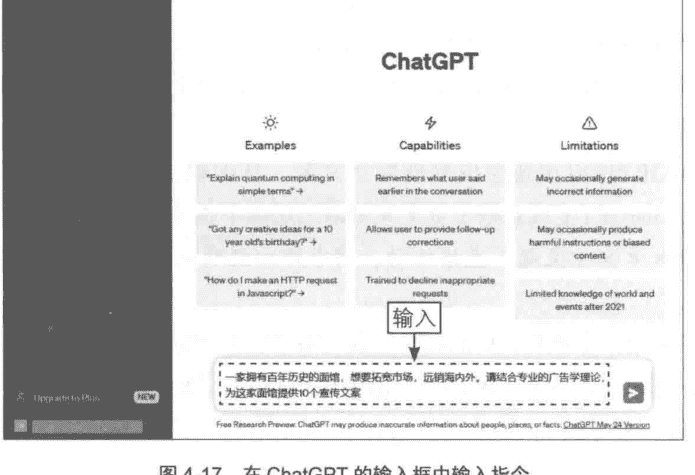 ChatGPT
Examples
Capabilities
Limitations
"Explain quantum computing in
simple terms" →
Remembers what user said
earlier in the conversation
May occasionally generate
incorrect information
"Got any creative ideas for a 10
year old's birthday?" →
Allows user to provide follow-up
corrections
May occasionally produce
harmful instructions or biased
content
"How do I make an HTTP request
in Javascript?" →
Trained to decline inappropriate
requests
Limited knowledge of world and
events after 2021
输入
一家拥有百年历史的面馆，想要拓宽市场，远销海内外。请结合专业的广告学理论，
为这家面馆提供10个宣传文案
Upgrade to Plus
NEW
Free Research Preview. ChatGPT may produce inaccurate information about people, places, or facts. ChatGPT May 24 Version
图 4-17 在 ChatGPT 的输入框中输入指令